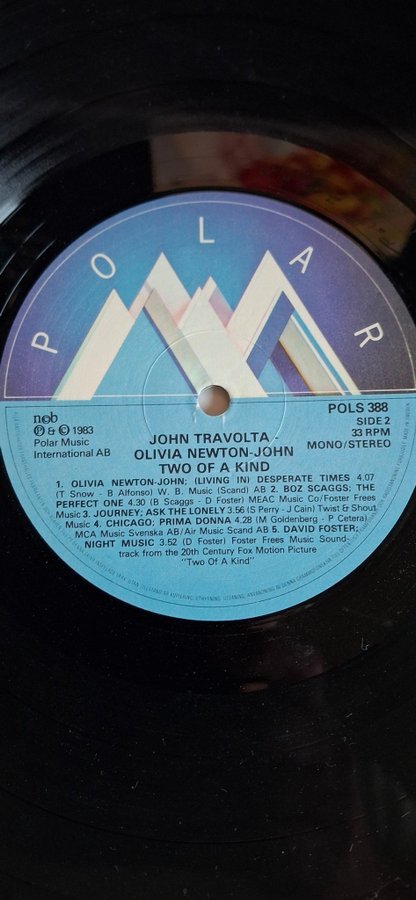 POLAR
ncb
℗ & © 1983
Polar Music
International AB
POLS 388
SIDE 2
33 RPM
MONO/STEREO
JOHN TRAVOLTA
OLIVIA NEWTON-JOHN
TWO OF A KIND
1. OLIVIA NEWTON-JOHN; (LIVING IN) DESPERATE TIMES 4.07
(T Snow - B Alfonso) W. B. Music (Scand) AB 2. BOZ SCAGGS; THE
PERFECT ONE 4.30 (B Scaggs - D Foster) MEAC Music Co/Foster Frees
Music 3. JOURNEY; ASK THE LONELY 3.56 (S Perry - J Cain) Twist & Shout
Music 4. CHICAGO; PRIMA DONNA 4.28 (M Goldenberg - P Cetera)
MCA Music Svenska AB/Air Music Scand AB 5. DAVID FOSTER;
NIGHT MUSIC 3.52 (D Foster) Foster Frees Music Sound-
track from the 20th Century Fox Motion Picture
"Two Of A Kind"